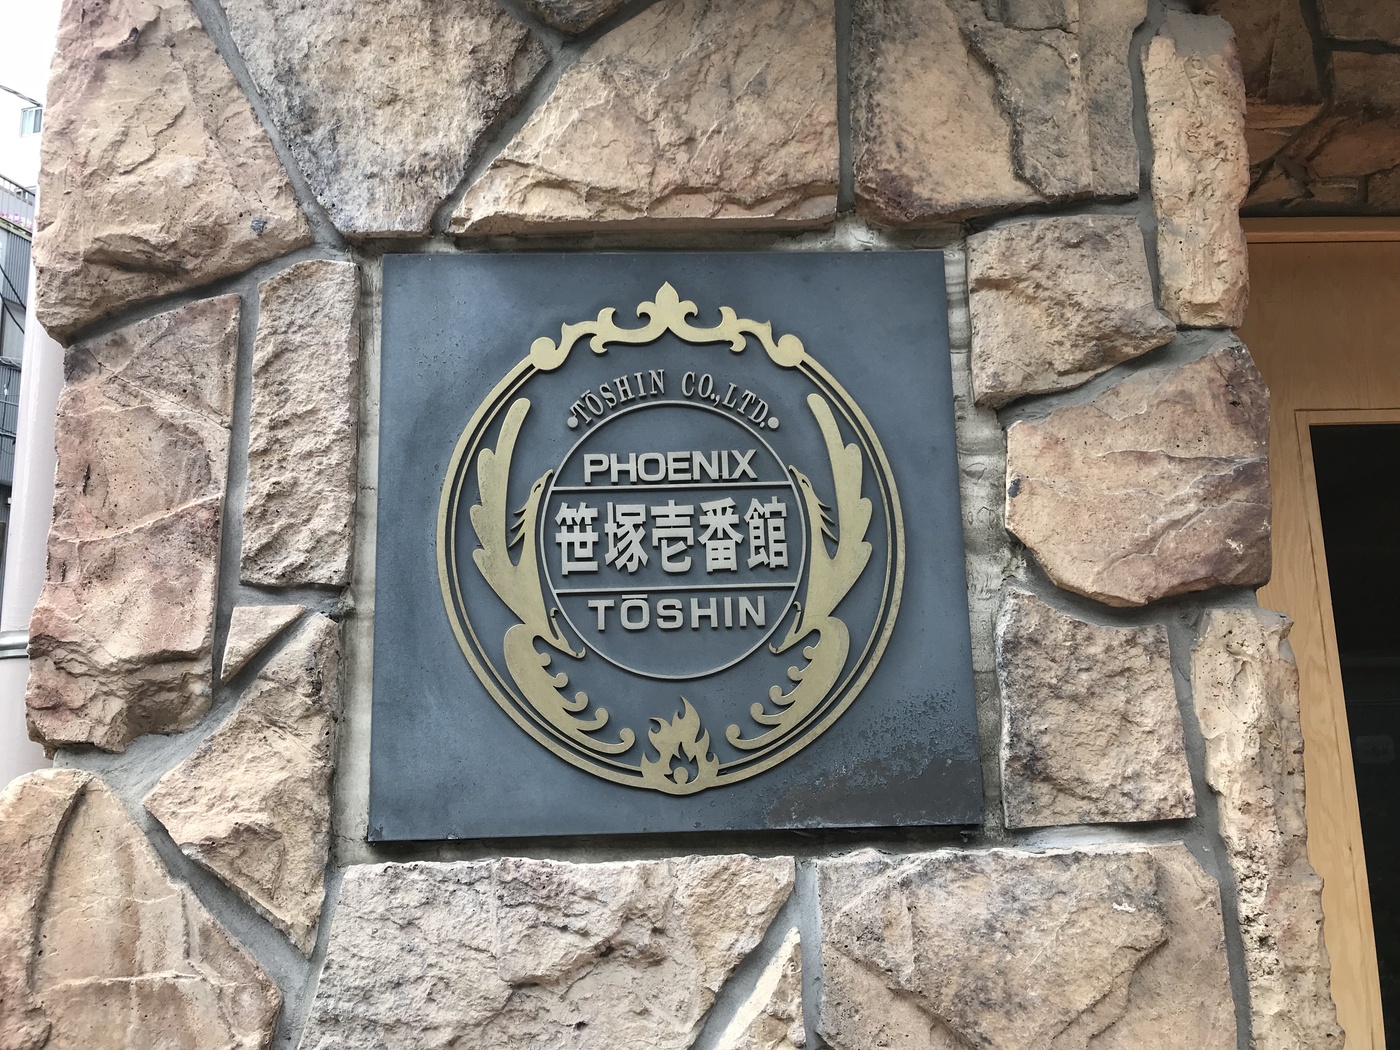 TŌSHIN CO.,LTD.
PHOENIX
笹塚壱番館
TŌSHIN